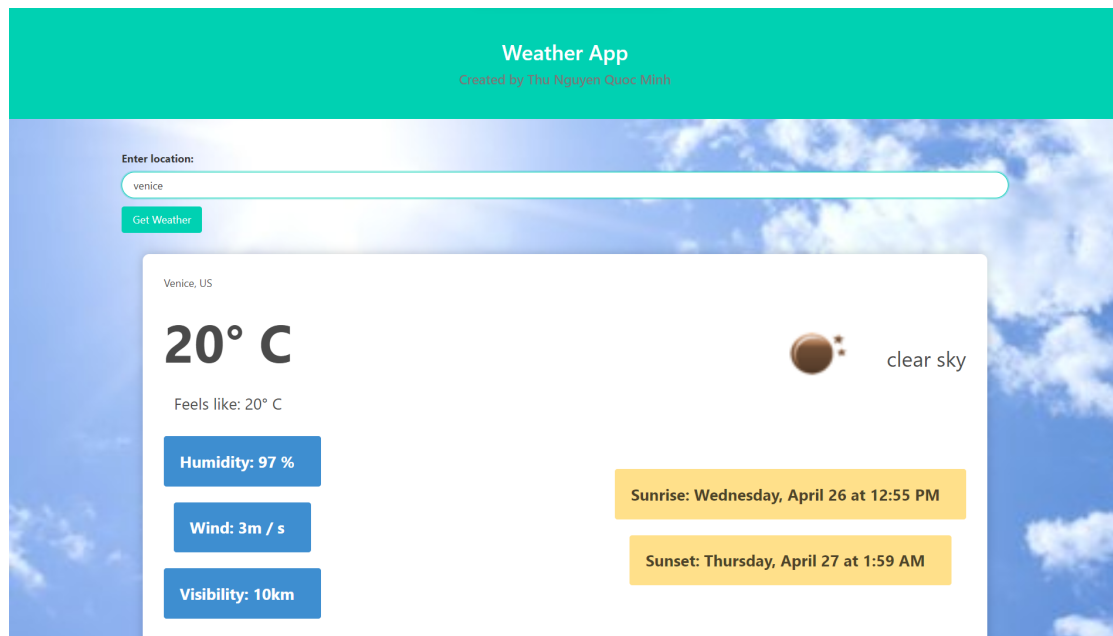 Weather App
Created by Thu Nguyen Quoc Minh
Enter location:
venice
Get Weather
Venice, US
20° C
clear sky
Feels like: 20° C
Humidity: 97 %
Sunrise: Wednesday, April 26 at 12:55 PM
Wind: 3m / s
Sunset: Thursday, April 27 at 1:59 AM
Visibility: 10km